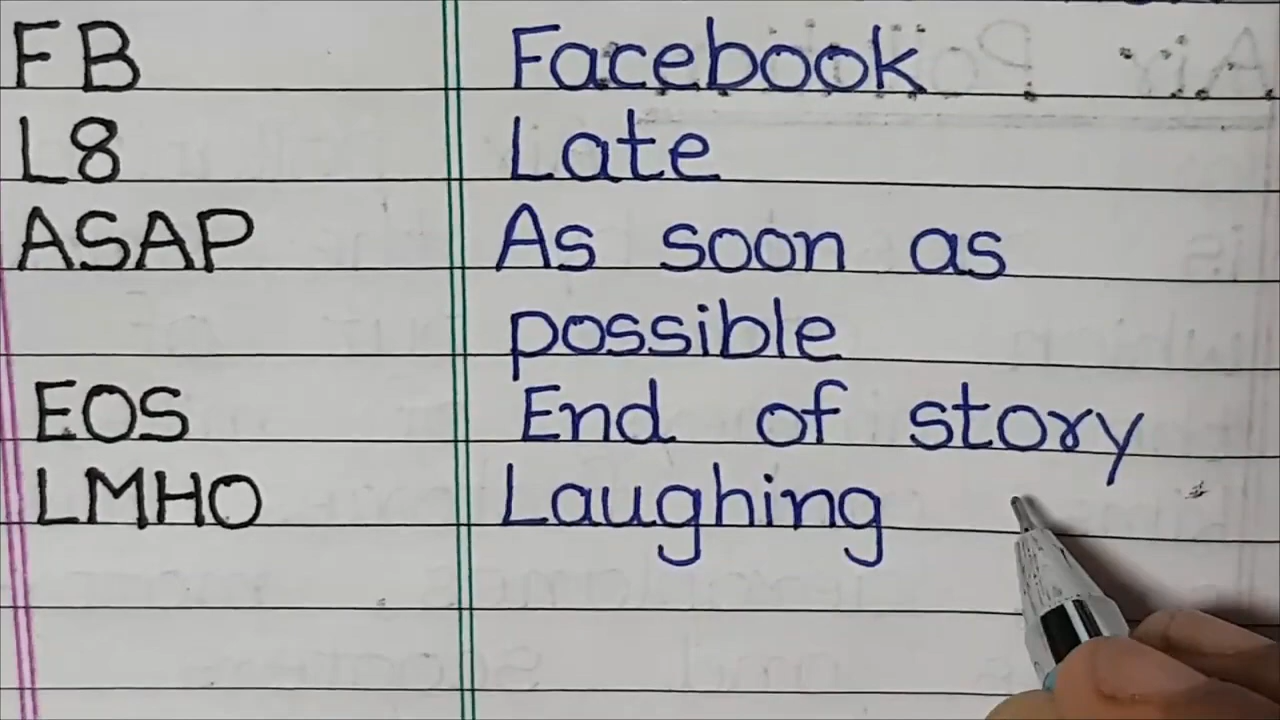 FB Facebook
L8 Late
ASAP As soon as
possible
EOS End of story
LMHO Laughing